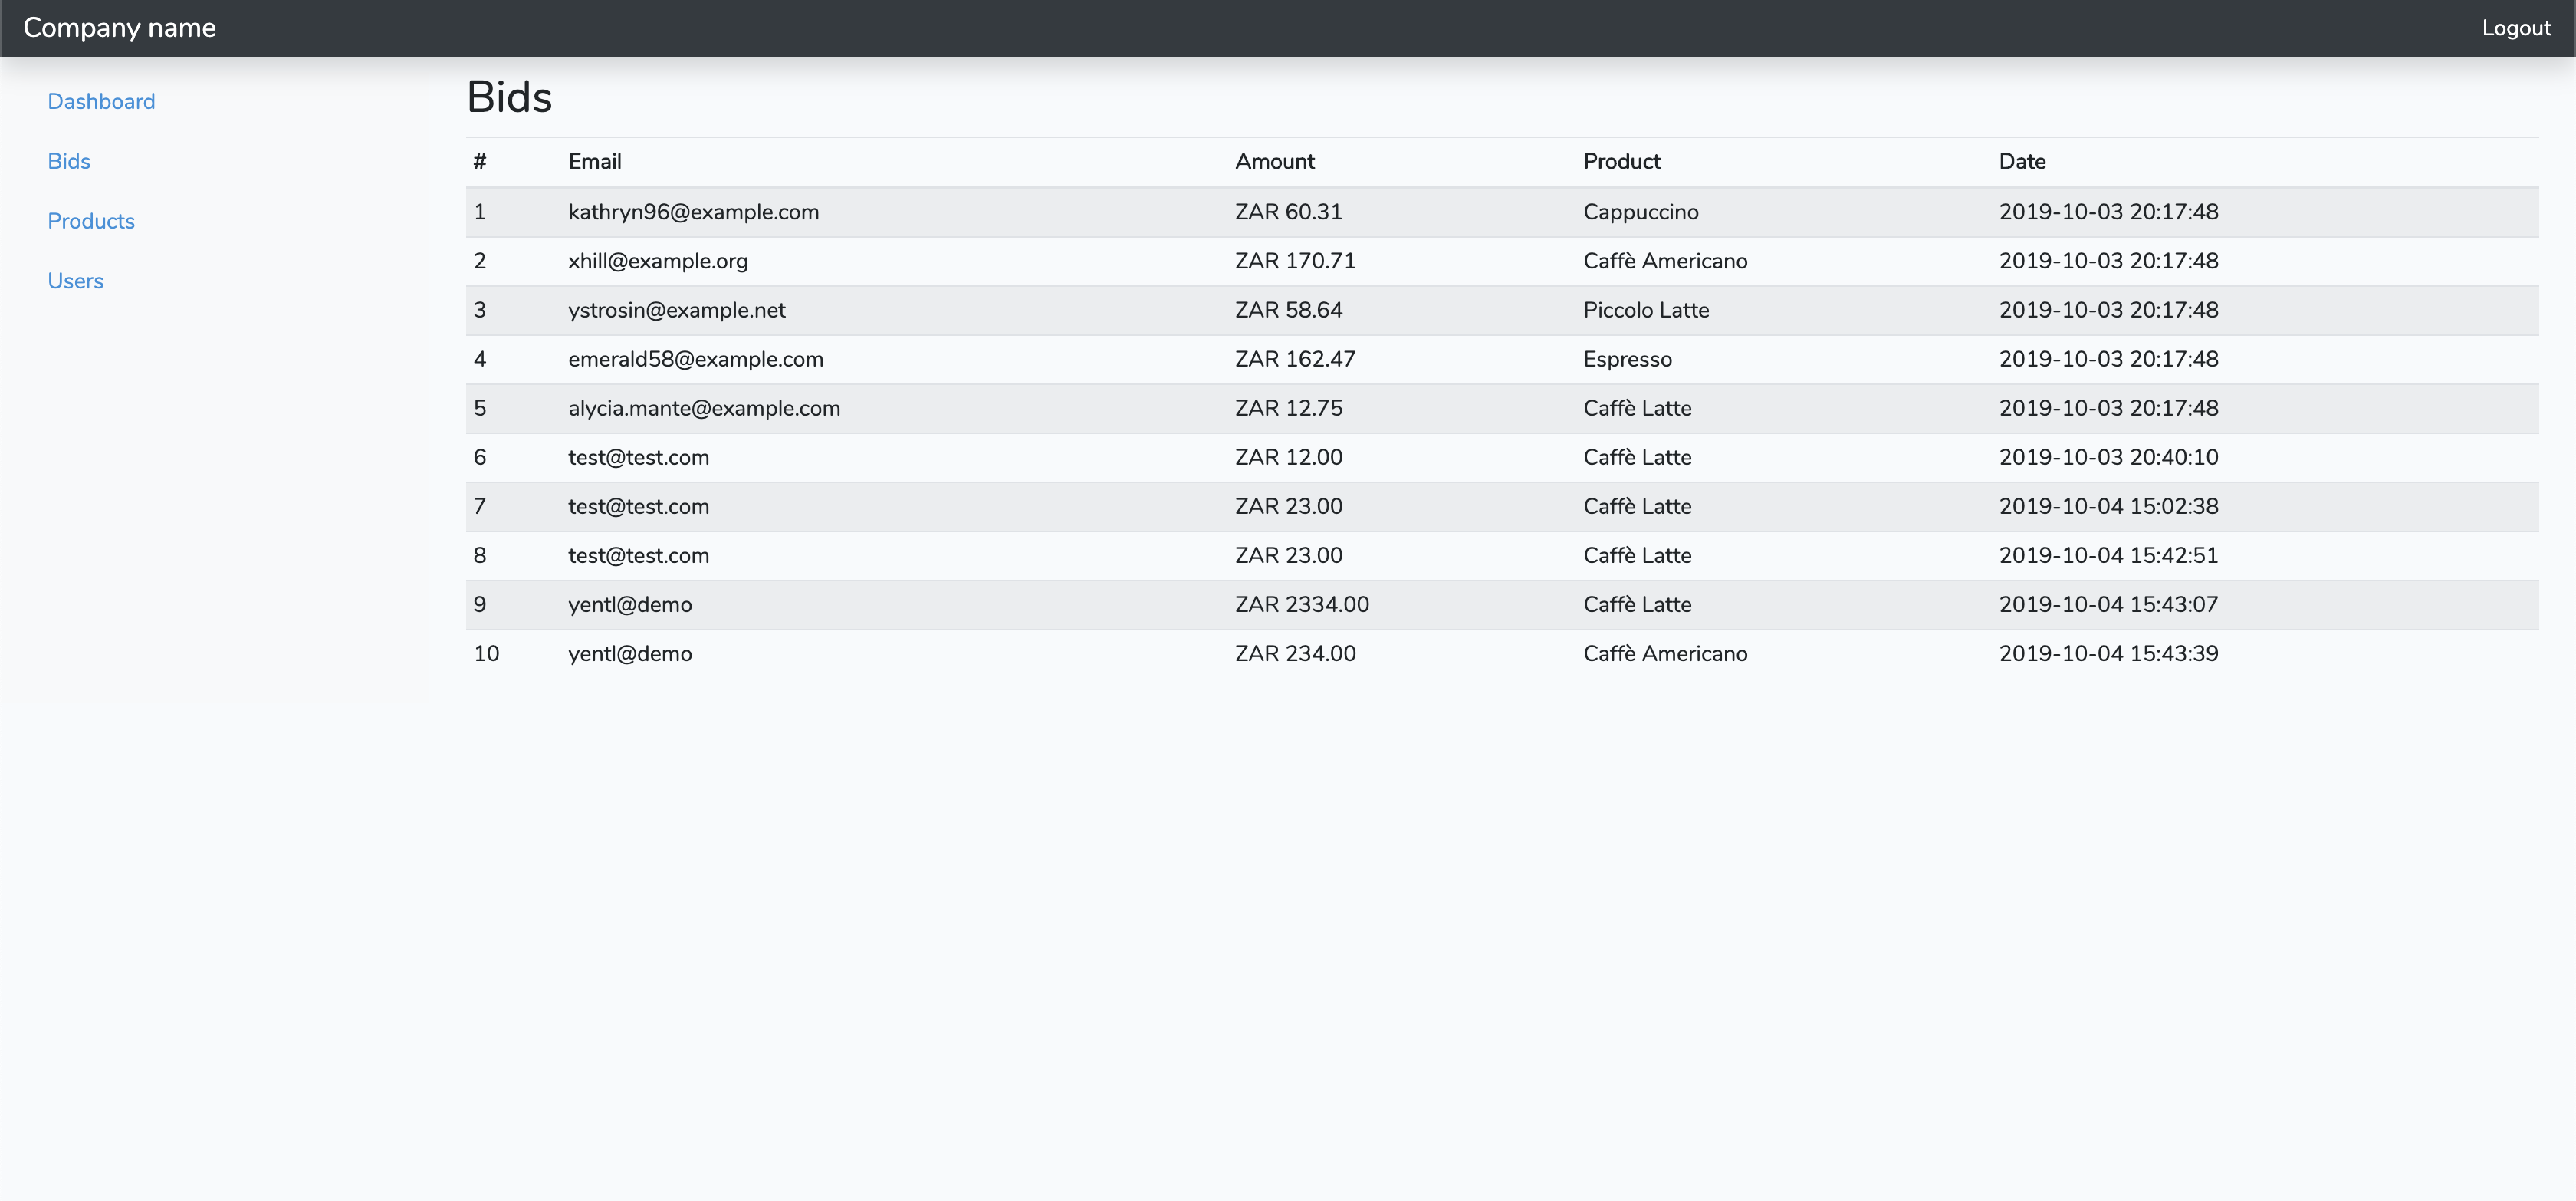 Company name Logout
Dashboard
Bids
Products
Users
Bids
# Email Amount Product Date
1 kathryn96@example.com ZAR 60.31 Cappuccino 2019-10-03 20:17:48
2 xhill@example.org ZAR 170.71 Caffè Americano 2019-10-03 20:17:48
3 ystrosin@example.net ZAR 58.64 Piccolo Latte 2019-10-03 20:17:48
4 emerald58@example.com ZAR 162.47 Espresso 2019-10-03 20:17:48
5 alycia.mante@example.com ZAR 12.75 Caffè Latte 2019-10-03 20:17:48
6 test@test.com ZAR 12.00 Caffè Latte 2019-10-03 20:40:10
7 test@test.com ZAR 23.00 Caffè Latte 2019-10-04 15:02:38
8 test@test.com ZAR 23.00 Caffè Latte 2019-10-04 15:42:51
9 yentl@demo ZAR 2334.00 Caffè Latte 2019-10-04 15:43:07
10 yentl@demo ZAR 234.00 Caffè Americano 2019-10-04 15:43:39